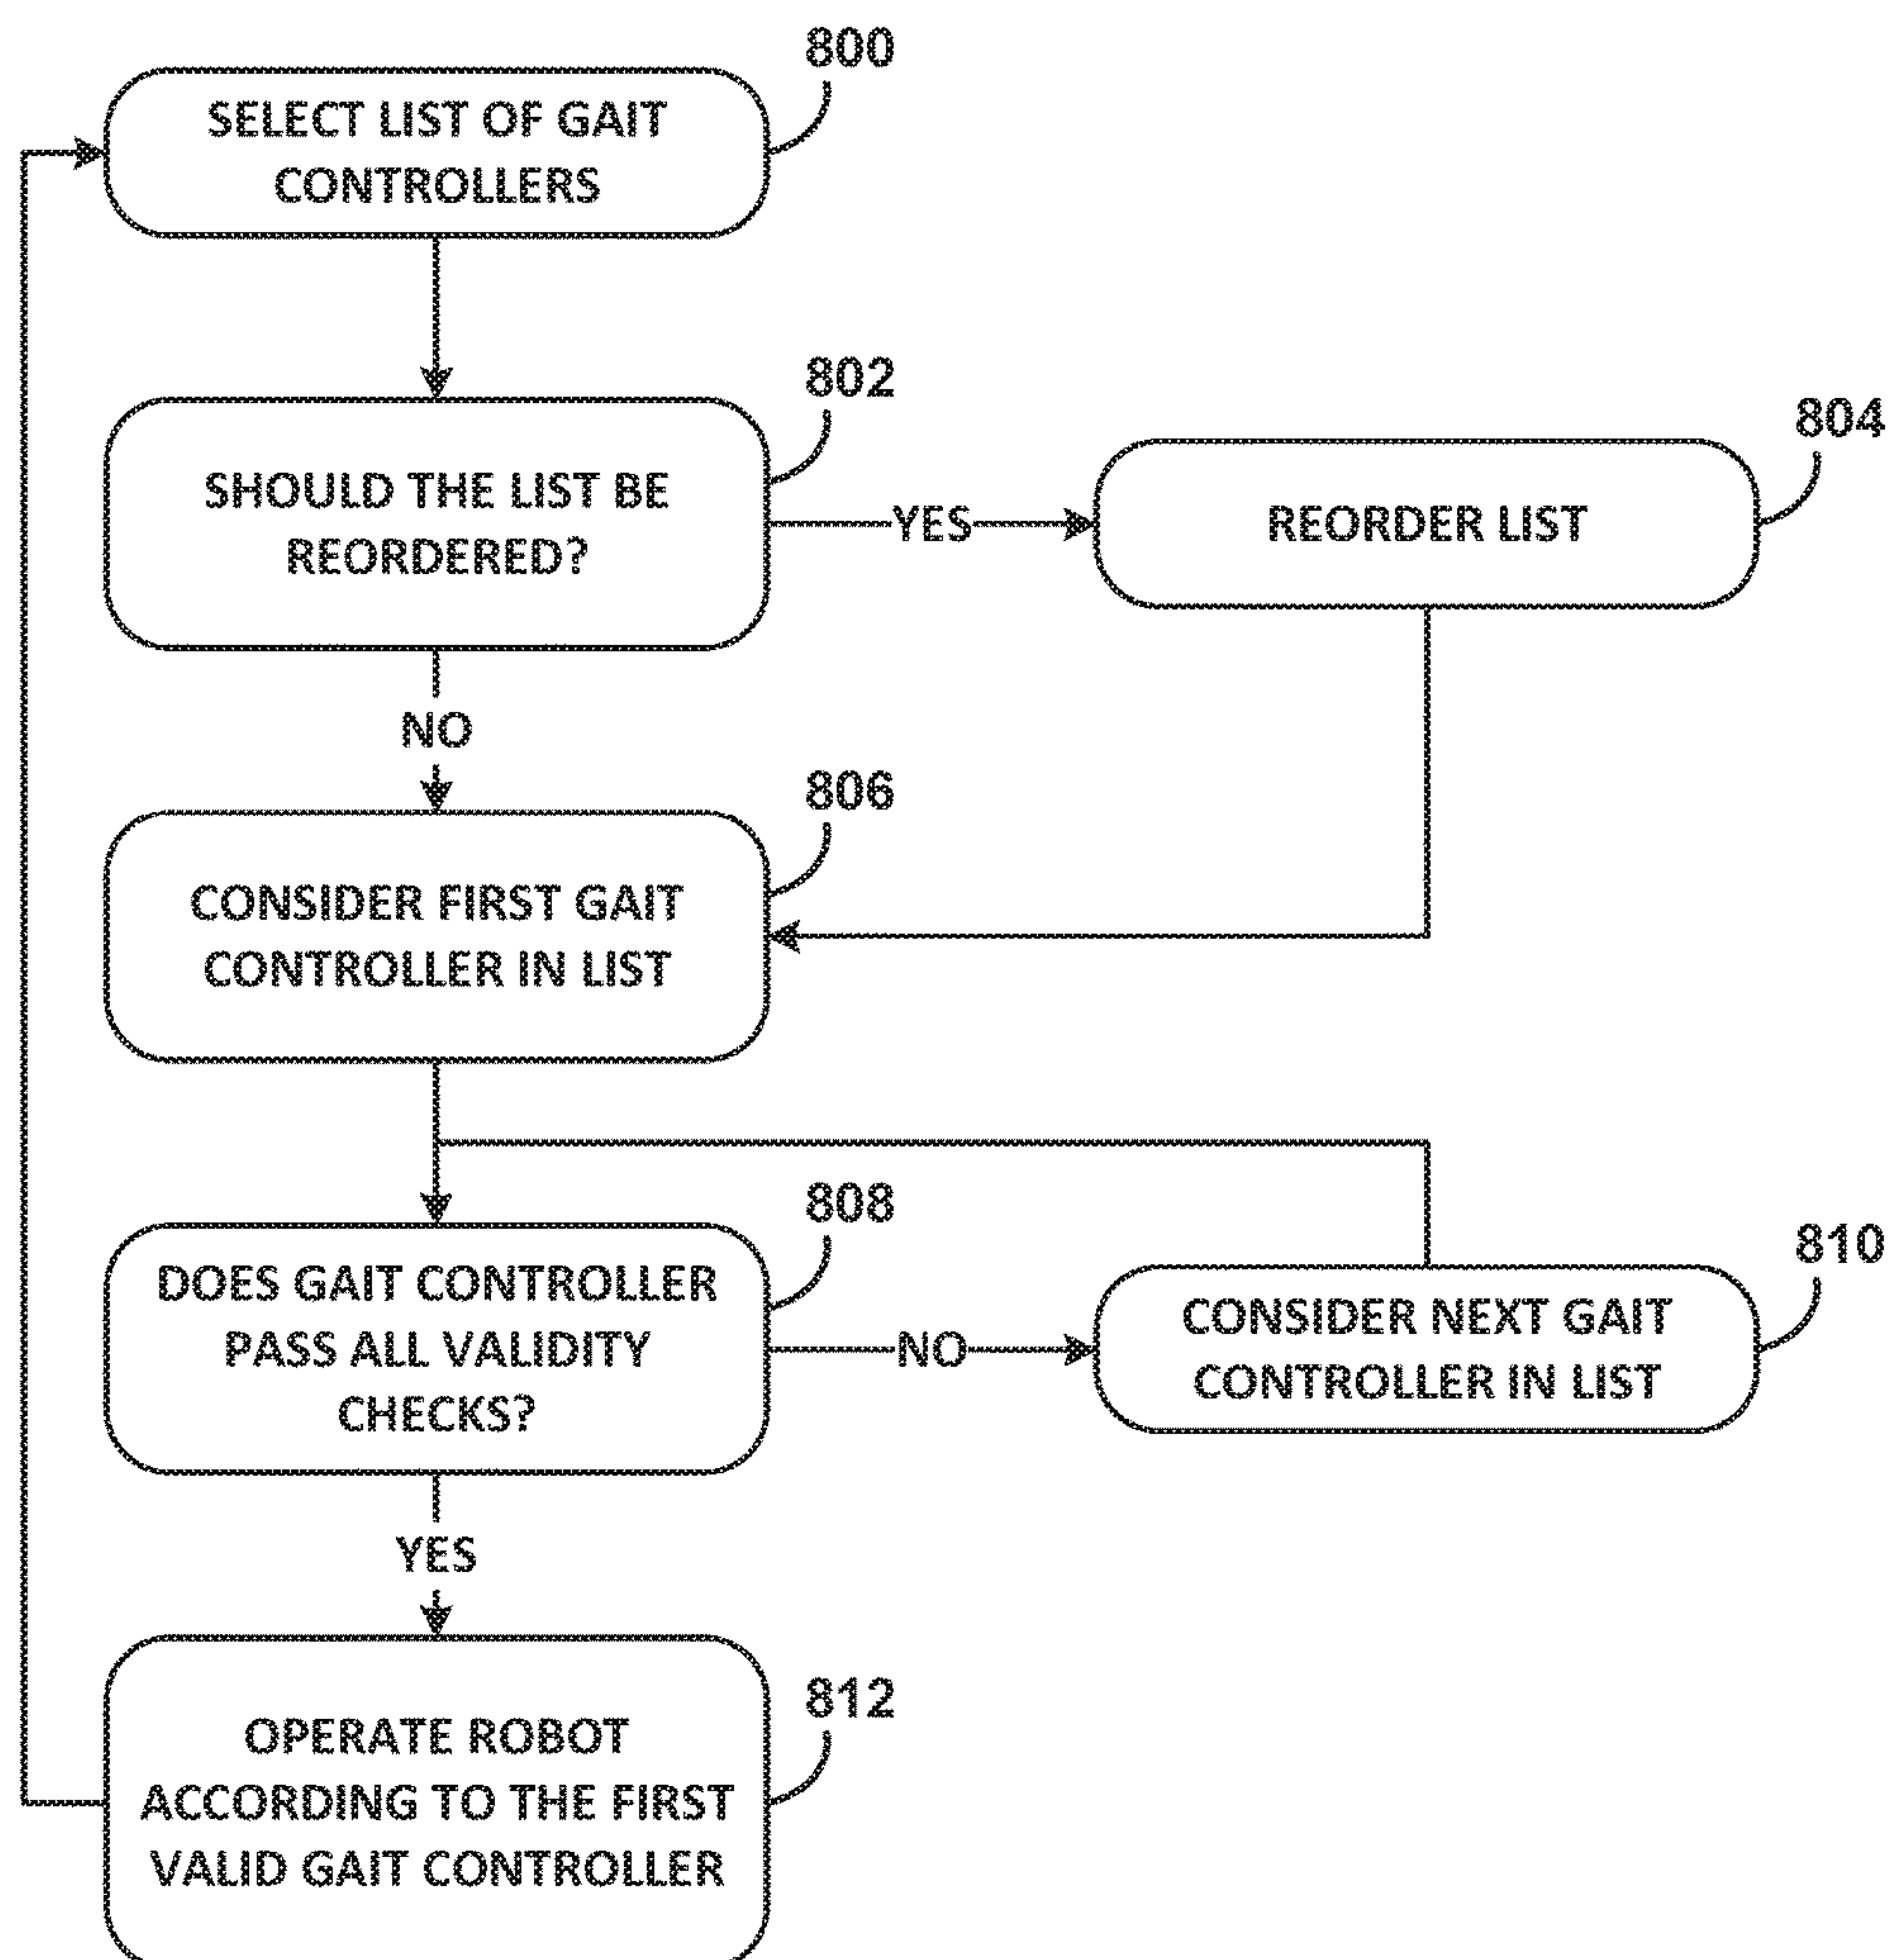 800
SELECT LIST OF GAIT
CONTROLLERS
802
SHOULD THE LIST BE
REORDERED?
YES
804
REORDER LIST
NO
806
CONSIDER FIRST GAIT
CONTROLLER IN LIST
808
DOES GAIT CONTROLLER
PASS ALL VALIDITY
CHECKS?
NO
810
CONSIDER NEXT GAIT
CONTROLLER IN LIST
YES
812
OPERATE ROBOT
ACCORDING TO THE FIRST
VALID GAIT CONTROLLER